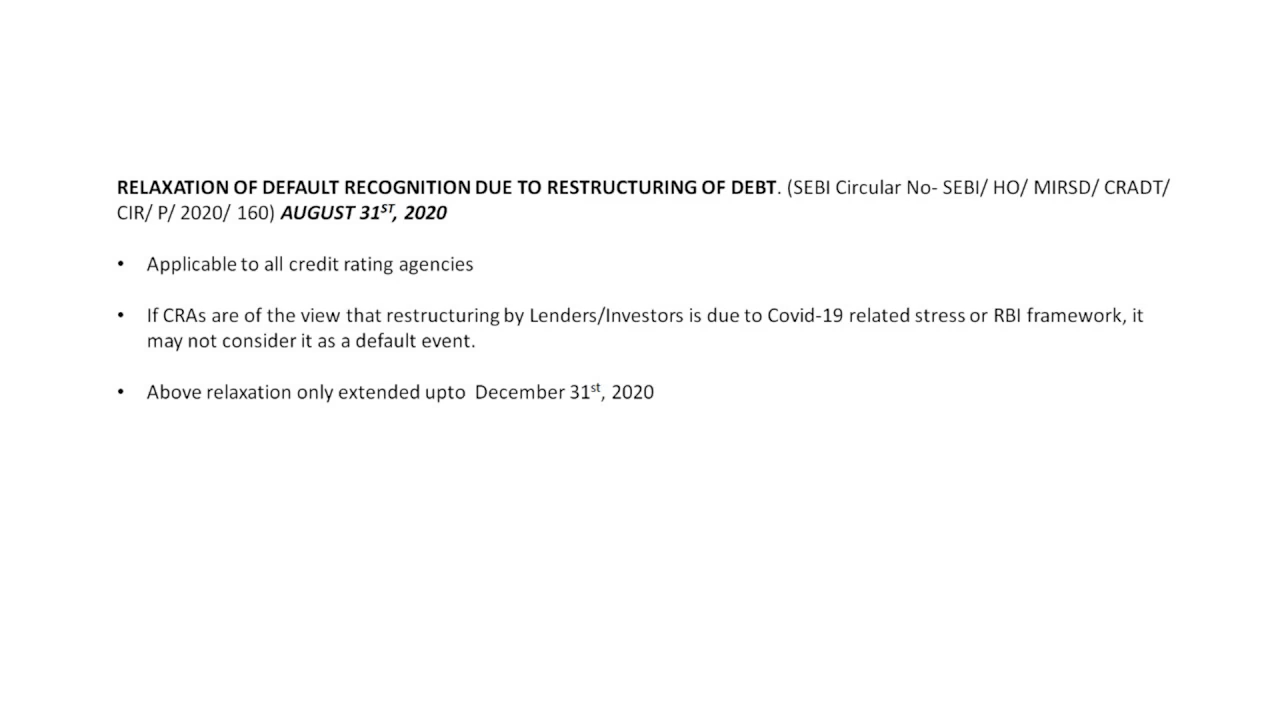 RELAXATION OF DEFAULT RECOGNITION DUE TO RESTRUCTURING OF DEBT. (SEBI Circular No- SEBI/ HO/ MIRSD/ CRADT/
CIR/ P/ 2020/ 160) AUGUST 31ST, 2020
• Applicable to all credit rating agencies
• If CRAs are of the view that restructuring by Lenders/Investors is due to Covid-19 related stress or RBI framework, it
may not consider it as a default event.
• Above relaxation only extended upto December 31st, 2020